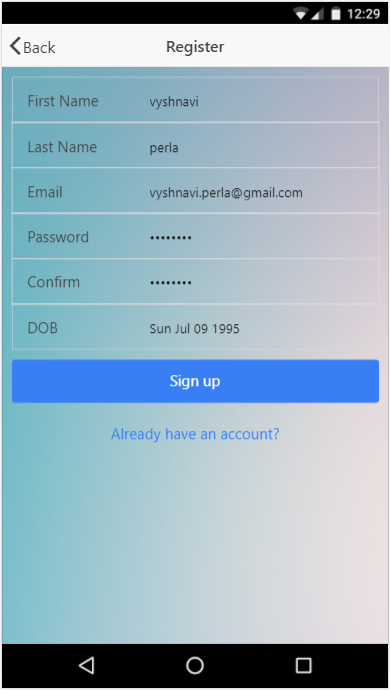 12:29
Back Register
First Name vyshnavi
Last Name perla
Email vyshnavi.perla@gmail.com
Password ••••••••
Confirm ••••••••
DOB Sun Jul 09 1995
Sign up
Already have an account?